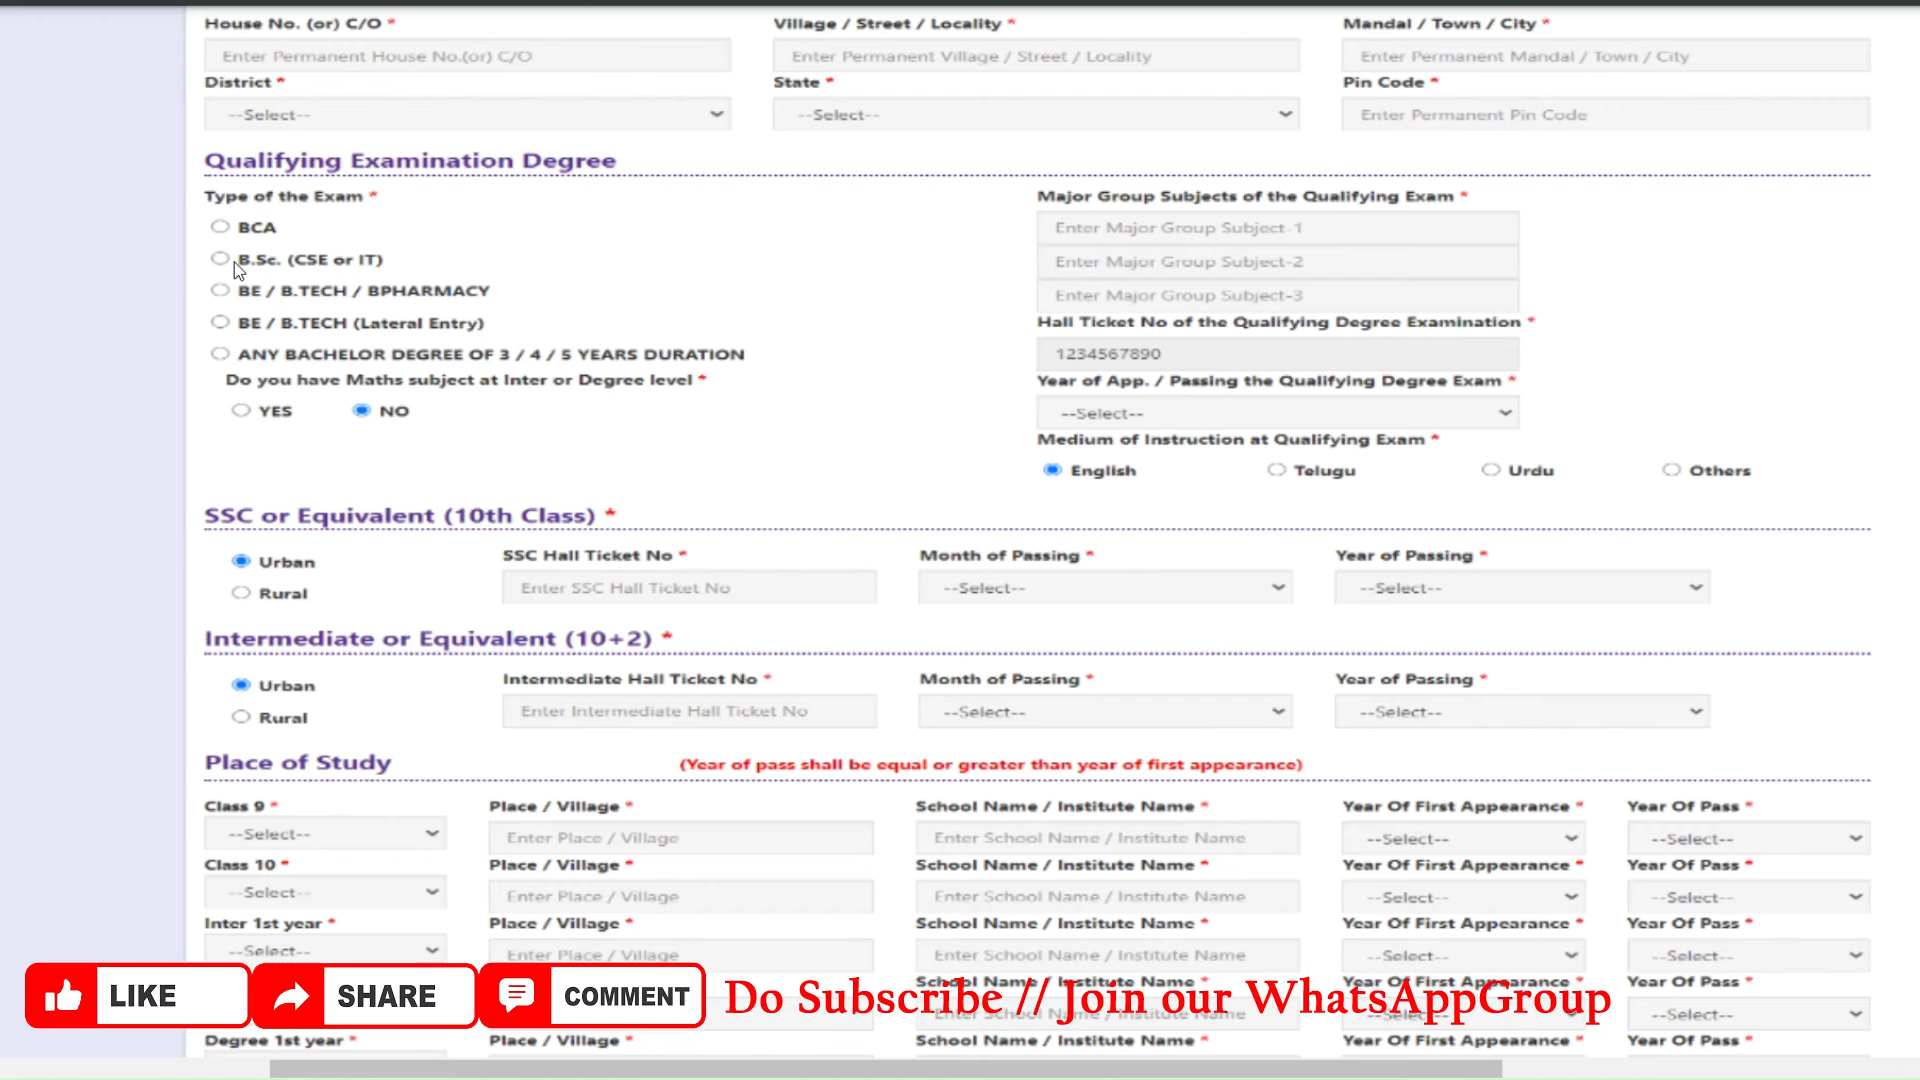 House No. (or) C/O * Village / Street / Locality * Mandal / Town / City *
Enter Permanent House No.(or) C/O Enter Permanent Village / Street / Locality Enter Permanent Mandal / Town / City
District * State * Pin Code *
--Select-- --Select-- Enter Permanent Pin Code
Qualifying Examination Degree
Type of the Exam *
BCA
B.Sc. (CSE or IT)
BE / B.TECH / BPHARMACY
BE / B.TECH (Lateral Entry)
ANY BACHELOR DEGREE OF 3 / 4 / 5 YEARS DURATION
Do you have Maths subject at Inter or Degree level *
YES NO
Major Group Subjects of the Qualifying Exam *
Enter Major Group Subject-1
Enter Major Group Subject-2
Enter Major Group Subject-3
Hall Ticket No of the Qualifying Degree Examination *
1234567890
Year of App. / Passing the Qualifying Degree Exam *
--Select--
Medium of Instruction at Qualifying Exam *
English Telugu Urdu Others
SSC or Equivalent (10th Class) *
Urban SSC Hall Ticket No * Month of Passing * Year of Passing *
Rural Enter SSC Hall Ticket No --Select-- --Select--
Intermediate or Equivalent (10+2) *
Urban Intermediate Hall Ticket No * Month of Passing * Year of Passing *
Rural Enter Intermediate Hall Ticket No --Select-- --Select--
Place of Study (Year of pass shall be equal or greater than year of first appearance)
Class 9 * Place / Village * School Name / Institute Name * Year Of First Appearance * Year Of Pass *
--Select-- Enter Place / Village Enter School Name / Institute Name --Select-- --Select--
Class 10 * Place / Village * School Name / Institute Name * Year Of First Appearance * Year Of Pass *
--Select-- Enter Place / Village Enter School Name / Institute Name --Select-- --Select--
Inter 1st year * Place / Village * School Name / Institute Name * Year Of First Appearance * Year Of Pass *
--Select-- Enter Place / Village Enter School Name / Institute Name --Select-- --Select--
School Name / Institute Name * Year Of First Appearance * Year Of Pass *
LIKE SHARE COMMENT Do Subscribe // Join our WhatsAppGroup
Enter School Name / Institute Name --Select-- --Select--
Degree 1st year * Place / Village * School Name / Institute Name * Year Of First Appearance * Year Of Pass *